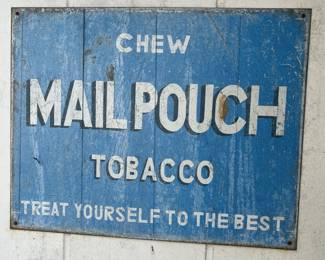 CHEW
MAIL POUCH
TOBACCO
TREAT YOURSELF TO THE BEST